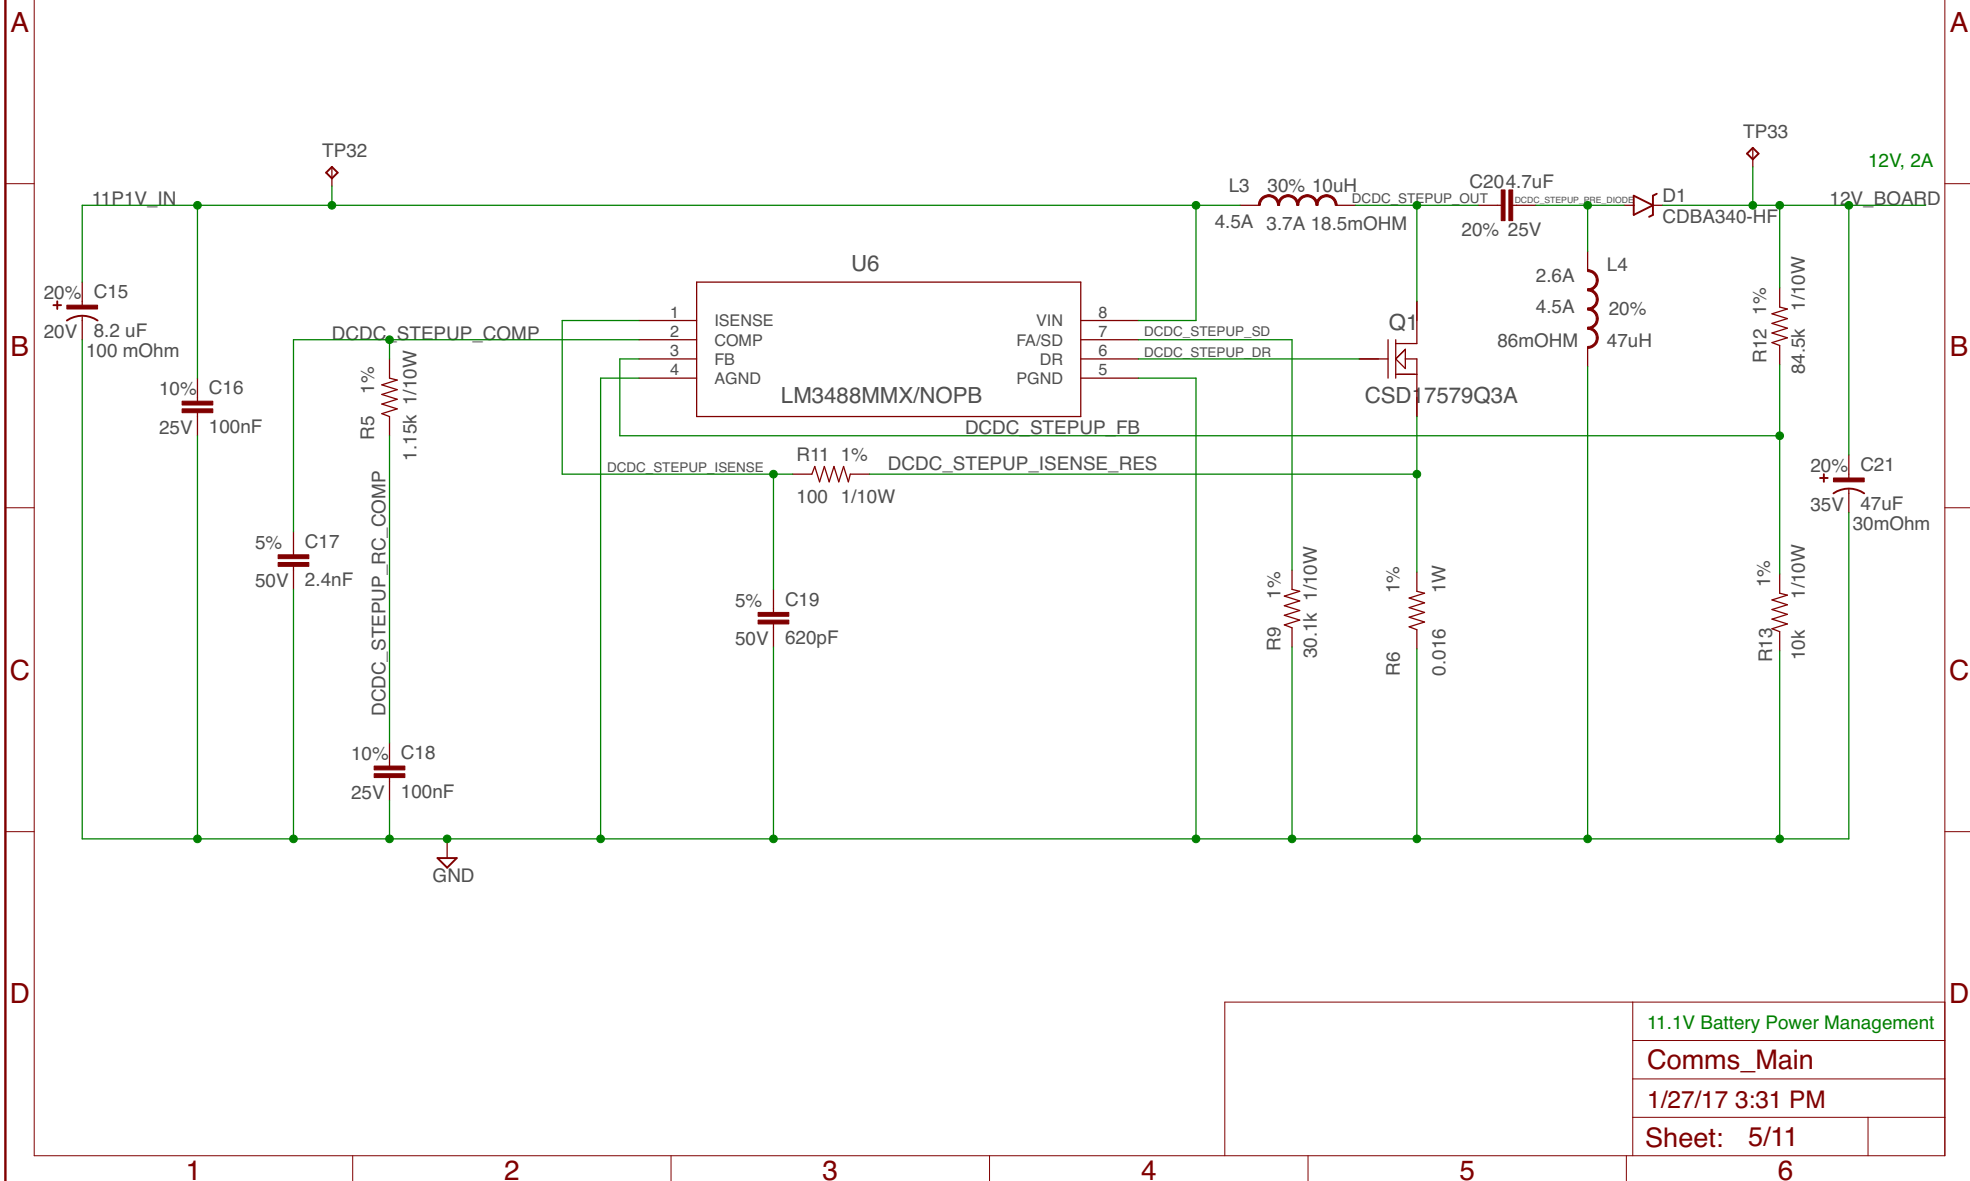 A
A
TP32
TP33
12V, 2A
11P1V_IN
L3 30% 10uH
DCDC_STEPUP_OUT
C20 4.7uF
DCDC_STEPUP_PRE_DIODE
D1
12V_BOARD
4.5A 3.7A 18.5mOHM
20% 25V
CDBA340-HF
U6
20% C15
+
20V 8.2 uF
100 mOhm
1 ISENSE
2 COMP
3 FB
4 AGND
VIN 8
FA/SD 7
DR 6
PGND 5
LM3488MMX/NOPB
DCDC_STEPUP_COMP
DCDC_STEPUP_SD
DCDC_STEPUP_DR
Q1
CSD17579Q3A
2.6A L4
4.5A 20%
86mOHM 47uH
R12 1%
84.5k 1/10W
B
B
10% C16
25V 100nF
R5 1%
1.15k 1/10W
DCDC_STEPUP_FB
DCDC_STEPUP_ISENSE
R11 1%
100 1/10W
DCDC_STEPUP_ISENSE_RES
20% C21
+
35V 47uF
30mOhm
DCDC_STEPUP_RC_COMP
5% C17
50V 2.4nF
5% C19
50V 620pF
R9 1%
30.1k 1/10W
R6 1%
0.016 1W
R13 1%
10k 1/10W
C
C
10% C18
25V 100nF
GND
D
D
11.1V Battery Power Management
Comms_Main
1/27/17 3:31 PM
Sheet: 5/11
1 2 3 4 5 6